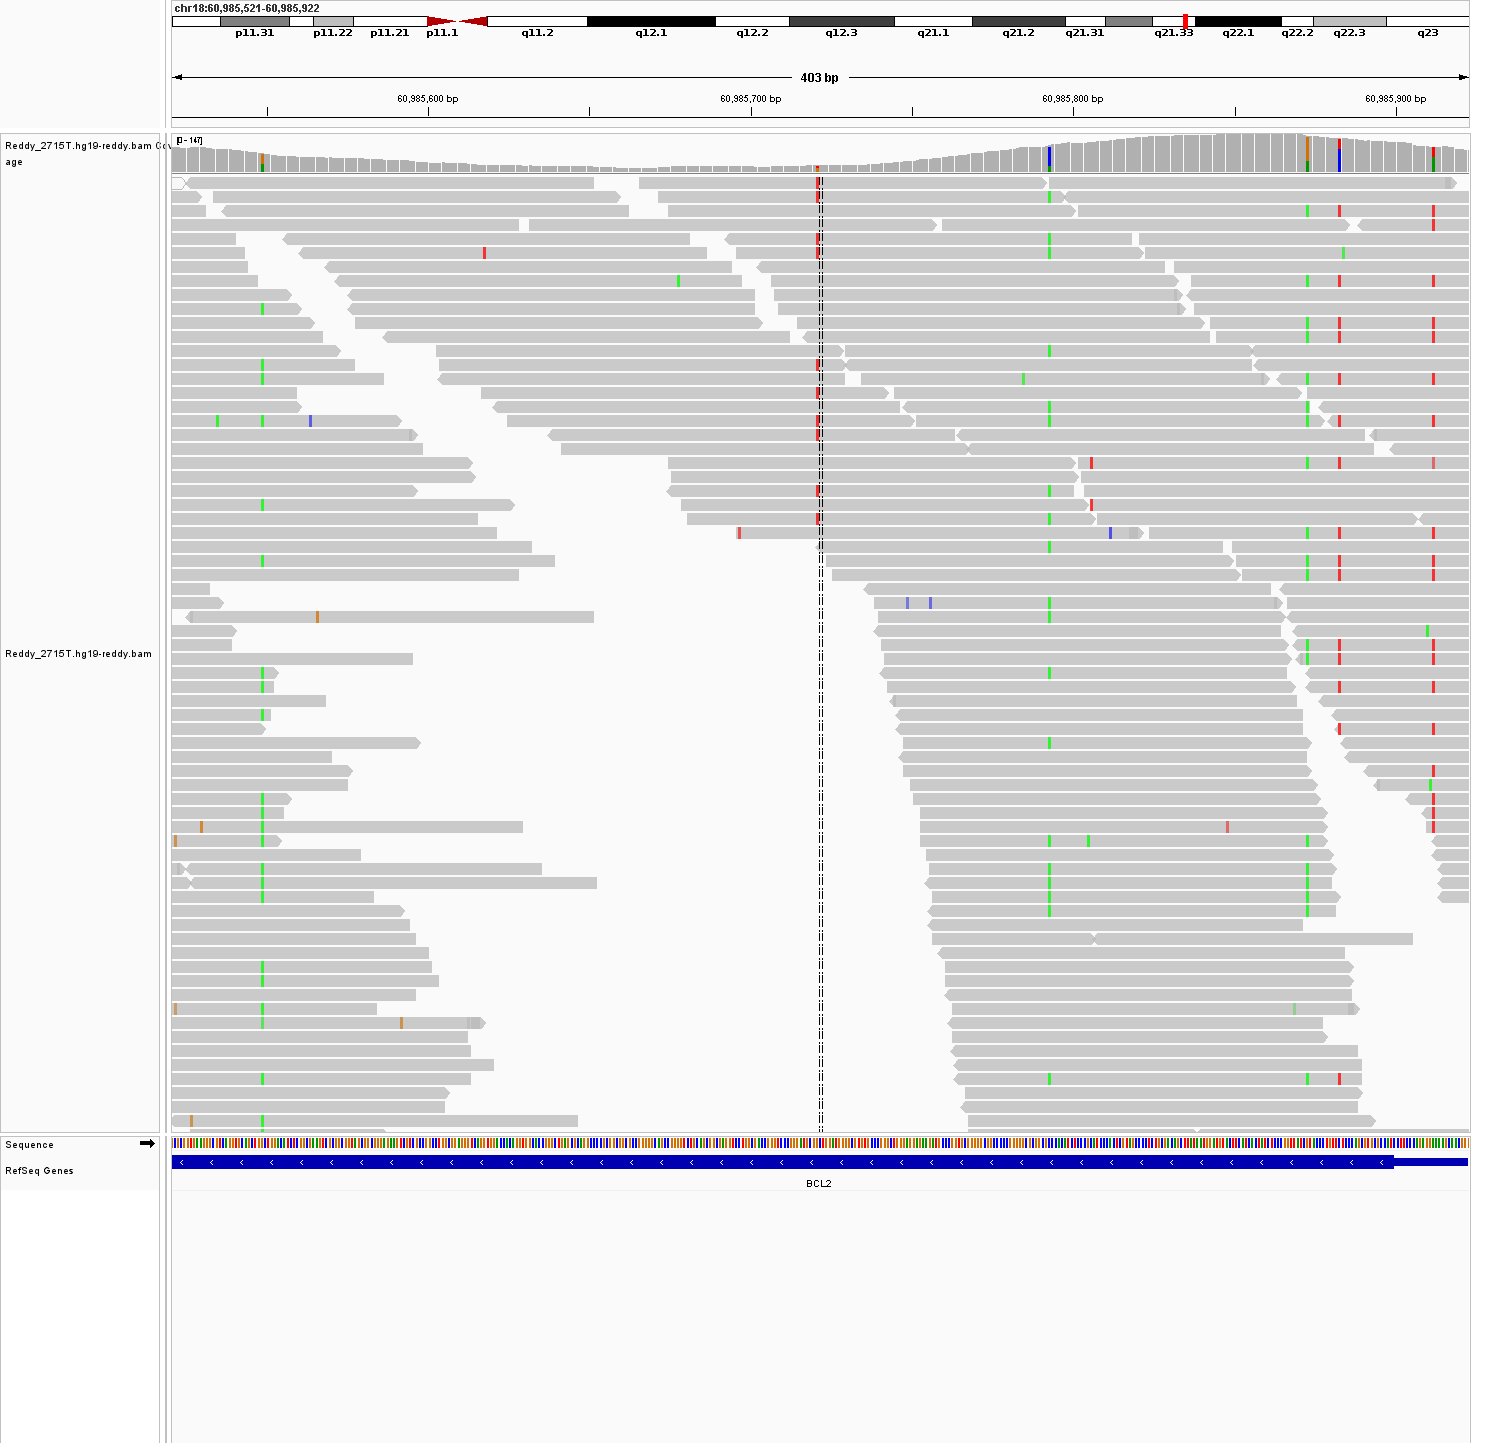 chr18:60,985,521-60,985,922
p11.31 p11.22 p11.21 p11.1 q11.2 q12.1 q12.2 q12.3 q21.1 q21.2 q21.31 q21.33 q22.1 q22.2 q22.3 q23
403 bp
60,985,600 bp 60,985,700 bp 60,985,800 bp 60,985,900 bp
[0 - 147]
Reddy_2715T.hg19-reddy.bam Cov
age
Reddy_2715T.hg19-reddy.bam
Sequence
RefSeq Genes
BCL2